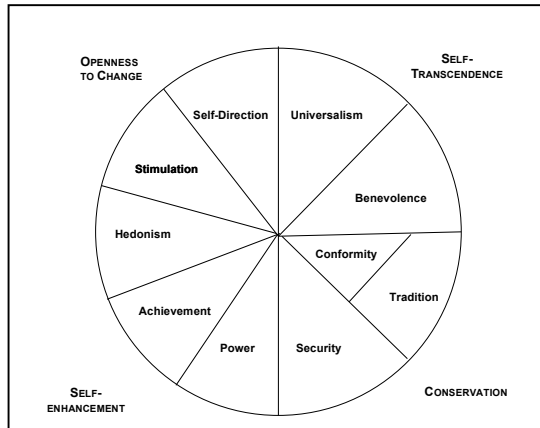 OPENNESS
TO CHANGE
SELF-
TRANSCENDENCE
Self-Direction
Universalism
Stimulation
Benevolence
Hedonism
Conformity
Tradition
Achievement
Power
Security
SELF-
ENHANCEMENT
CONSERVATION